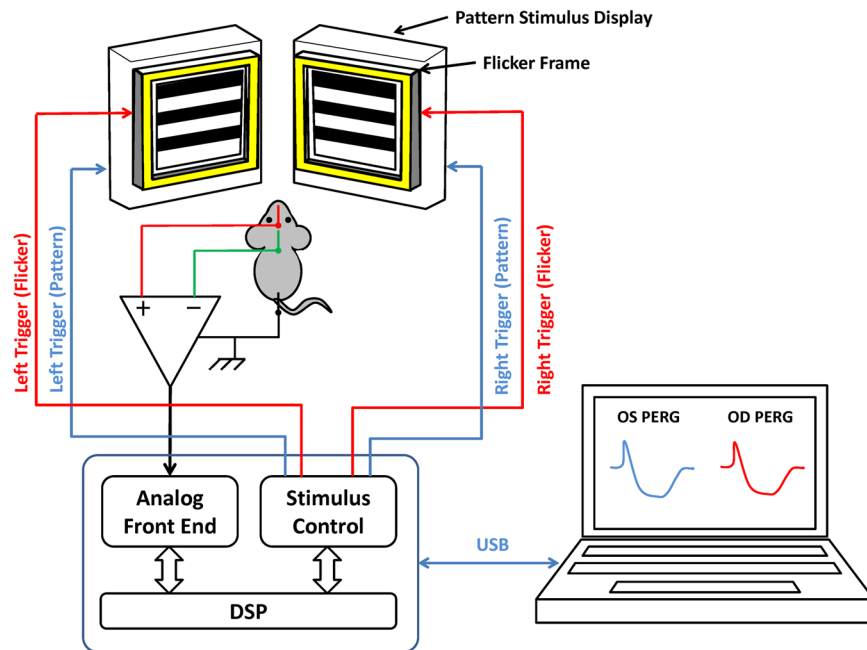 Pattern Stimulus Display
Flicker Frame
Left Trigger (Flicker)
Left Trigger (Pattern)
Right Trigger (Pattern)
Right Trigger (Flicker)
+
−
OS PERG
OD PERG
Analog
Front End
Stimulus
Control
USB
DSP